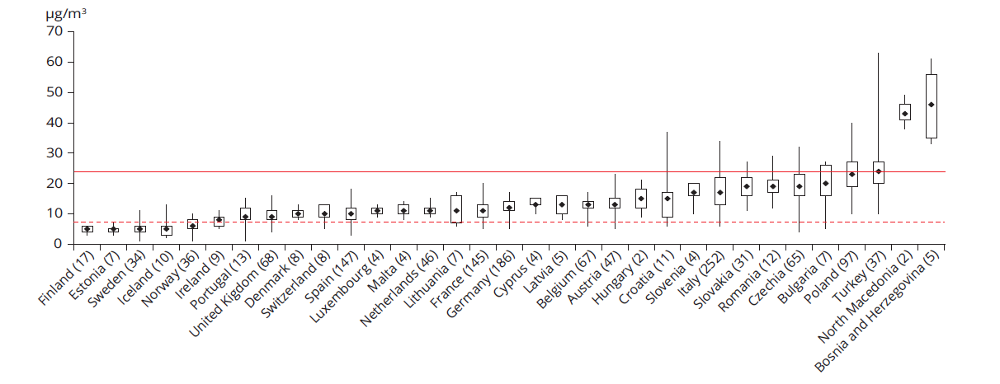 µg/m³
70
60
50
40
30
20
10
0
Finland (17)
Estonia (7)
Sweden (34)
Iceland (10)
Norway (36)
Ireland (9)
Portugal (13)
United Kigdom (68)
Denmark (8)
Switzerland (8)
Spain (147)
Luxembourg (4)
Malta (4)
Netherlands (46)
Lithuania (7)
France (145)
Germany (186)
Cyprus (4)
Latvia (5)
Belgium (67)
Austria (47)
Hungary (2)
Croatia (11)
Slovenia (4)
Italy (252)
Slovakia (31)
Romania (12)
Czechia (65)
Bulgaria (7)
Poland (97)
Turkey (37)
North Macedonia (2)
Bosnia and Herzegovina (5)